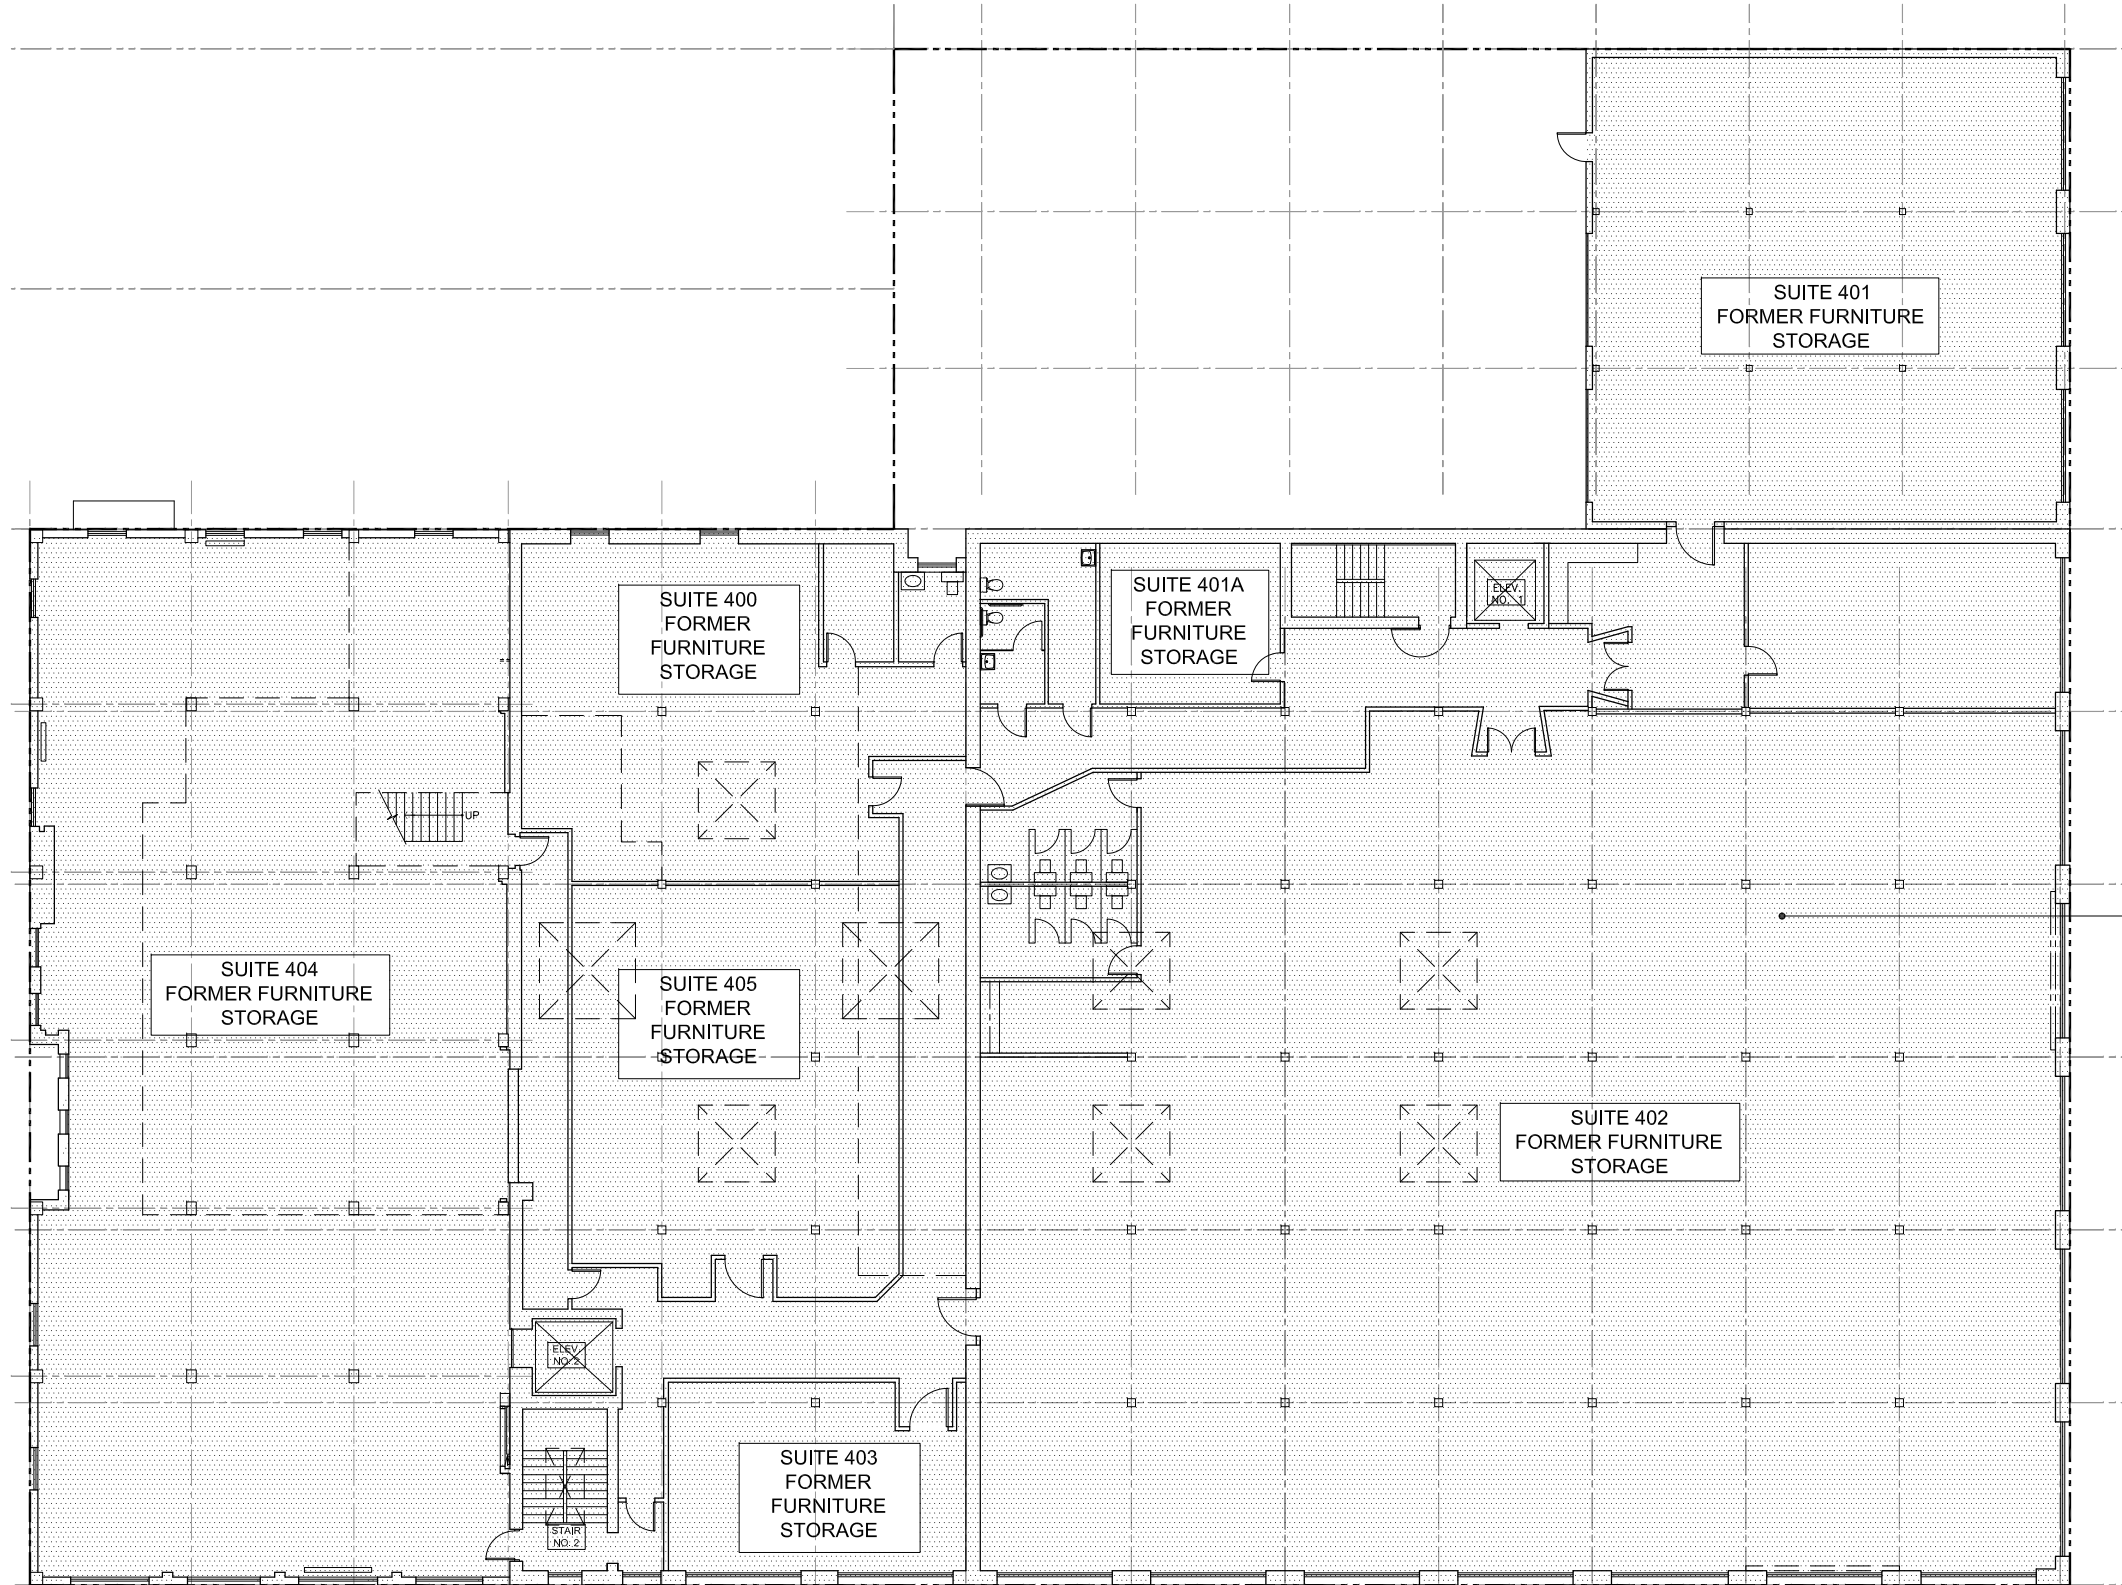 SUITE 401
FORMER FURNITURE
STORAGE
SUITE 400
FORMER
FURNITURE
STORAGE
SUITE 401A
FORMER
FURNITURE
STORAGE
ELEV.
NO. 1
UP
SUITE 404
FORMER FURNITURE
STORAGE
SUITE 405
FORMER
FURNITURE
STORAGE
SUITE 402
FORMER FURNITURE
STORAGE
ELEV.
NO. 2
SUITE 403
FORMER
FURNITURE
STORAGE
STAIR
NO. 2